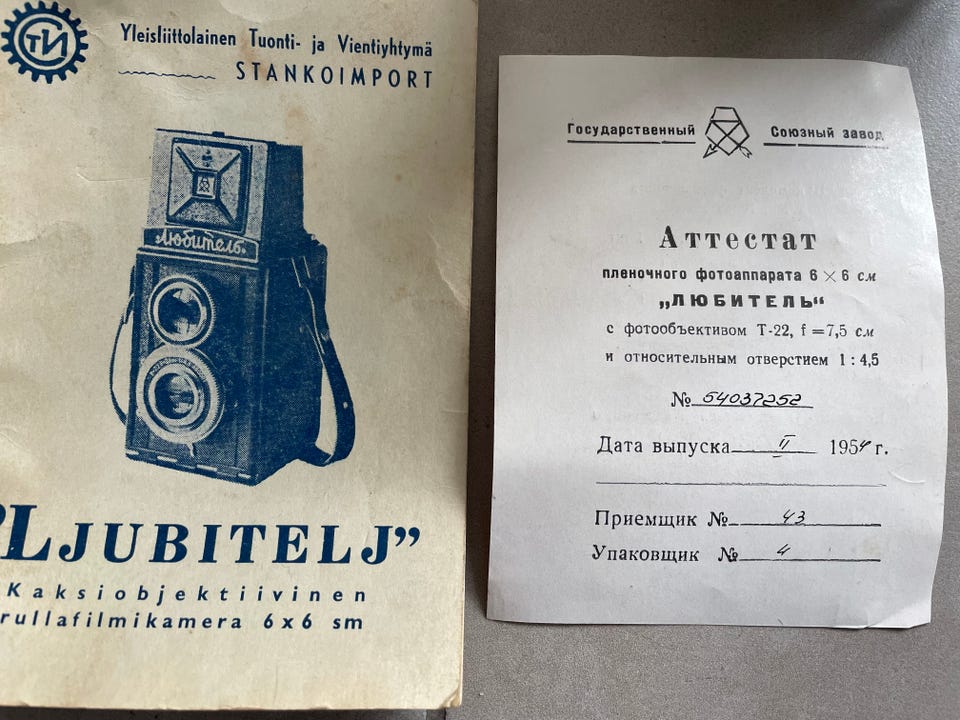 СТИ
Yleisliittolainen Tuonti- ja Vientiyhtymä
STANKOIMPORT
„Любитель“
"LJUBITELJ”
Kaksiobjektiivinen
rullafilmikamera 6x6 sm
Государственный Союзный завод
Аттестат
пленочного фотоаппарата 6 × 6 см
„ЛЮБИТЕЛЬ“
с фотообъективом Т-22, f = 7,5 см
и относительным отверстием 1 : 4,5
№ 54037252
Дата выпуска II 1954 г.
Приемщик № 43
Упаковщик № 4